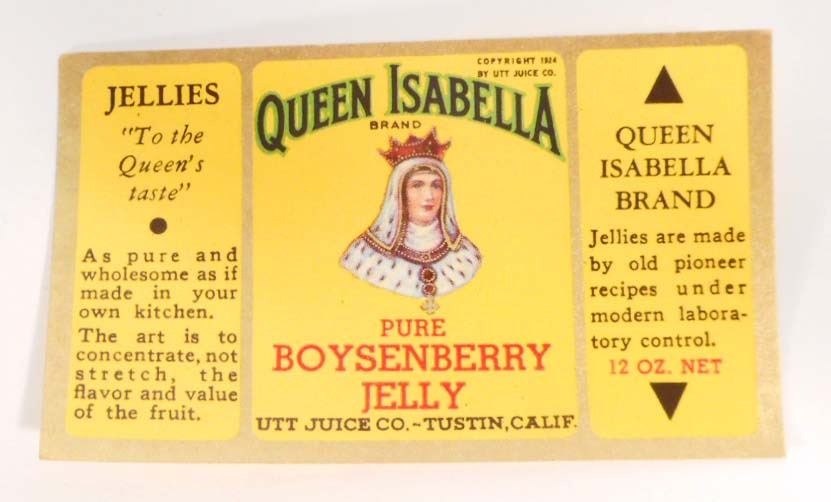 JELLIES
"To the
Queen's
taste"
As pure and
wholesome as if
made in your
own kitchen.
The art is to
concentrate, not
stretch, the
flavor and value
of the fruit.
COPYRIGHT 1924
BY UTT JUICE CO.
QUEEN ISABELLA
BRAND
PURE
BOYSENBERRY
JELLY
UTT JUICE CO.~TUSTIN, CALIF.
QUEEN
ISABELLA
BRAND
Jellies are made
by old pioneer
recipes under
modern labora-
tory control.
12 OZ. NET